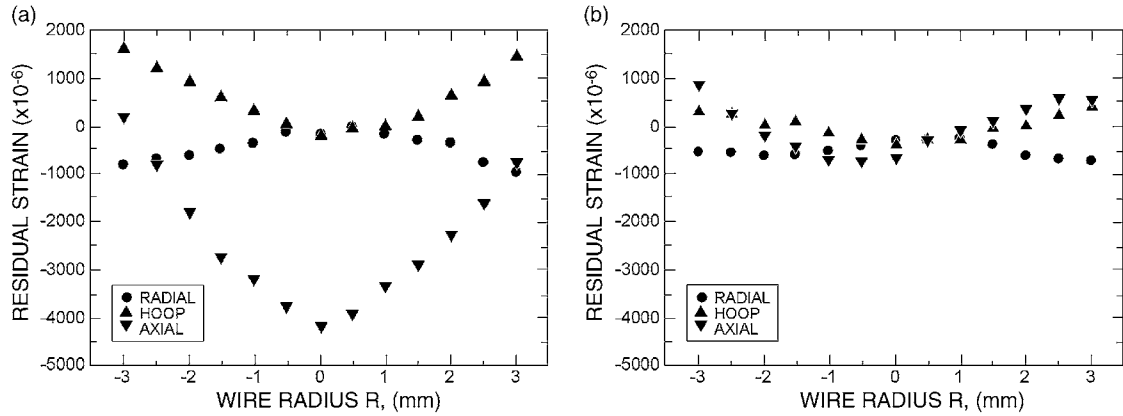 (a)
RESIDUAL STRAIN (x10-6)
2000
1000
0
-1000
-2000
-3000
-4000
-5000
RADIAL
HOOP
AXIAL
-3 -2 -1 0 1 2 3
WIRE RADIUS R, (mm)
(b)
RESIDUAL STRAIN (x10-6)
2000
1000
0
-1000
-2000
-3000
-4000
-5000
RADIAL
HOOP
AXIAL
-3 -2 -1 0 1 2 3
WIRE RADIUS R, (mm)